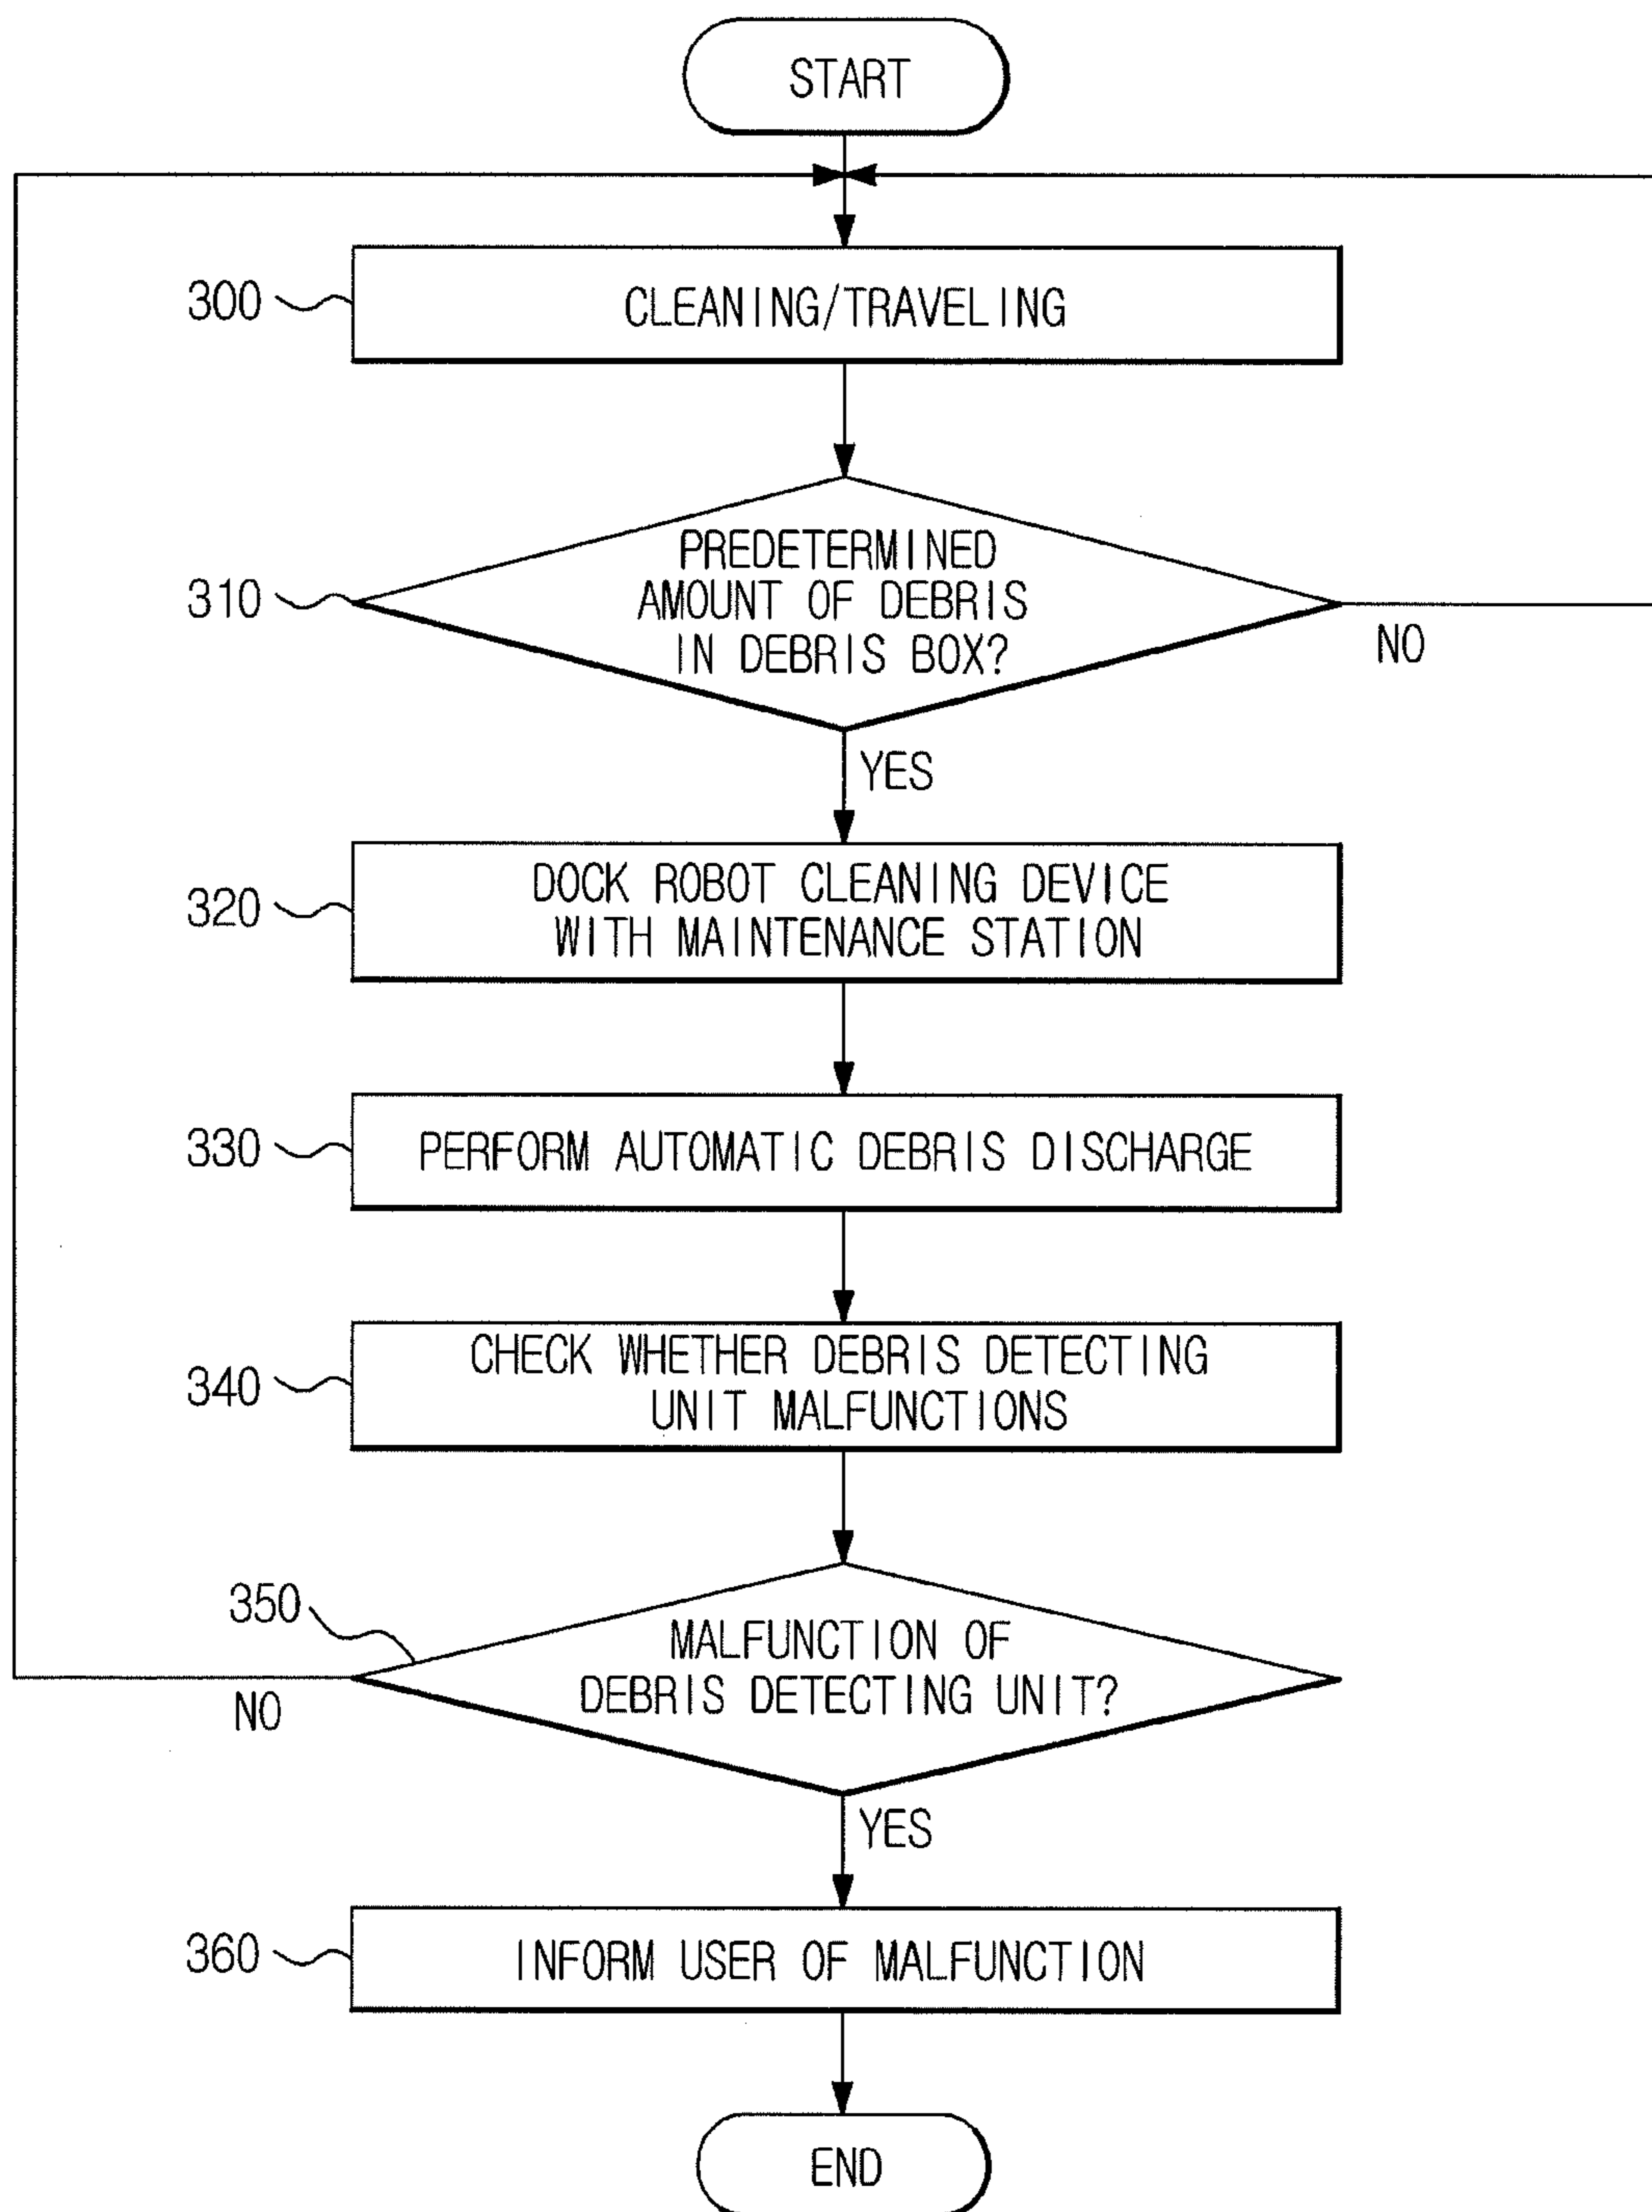 START
300
CLEANING/TRAVELING
310
PREDETERMINED
AMOUNT OF DEBRIS
IN DEBRIS BOX?
NO
YES
320
DOCK ROBOT CLEANING DEVICE
WITH MAINTENANCE STATION
330
PERFORM AUTOMATIC DEBRIS DISCHARGE
340
CHECK WHETHER DEBRIS DETECTING
UNIT MALFUNCTIONS
350
MALFUNCTION OF
DEBRIS DETECTING UNIT?
NO
YES
360
INFORM USER OF MALFUNCTION
END